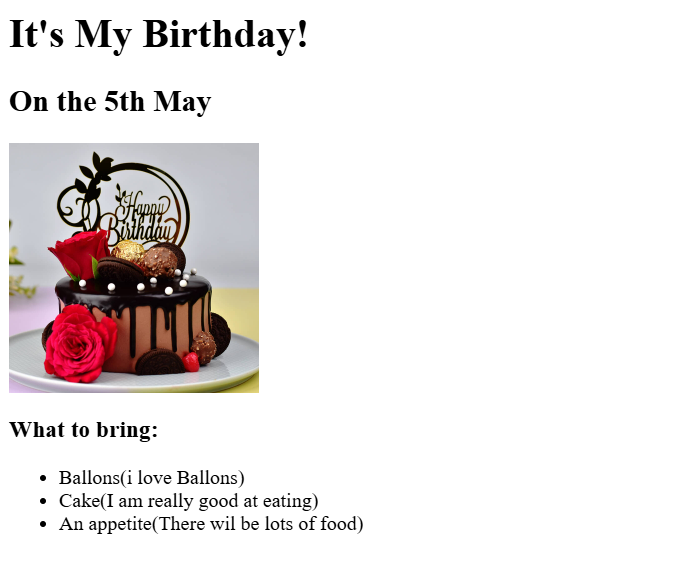 It's My Birthday!
On the 5th May
Happy
Birthday
What to bring:
• Ballons(i love Ballons)
• Cake(I am really good at eating)
• An appetite(There wil be lots of food)